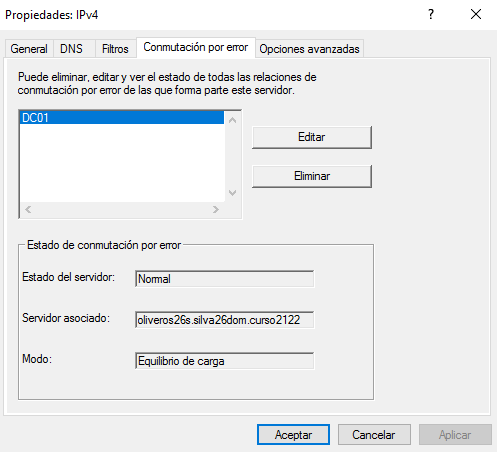 Propiedades: IPv4
General DNS Filtros Conmutación por error Opciones avanzadas
Puede eliminar, editar y ver el estado de todas las relaciones de
conmutación por error de las que forma parte este servidor.
DC01
Editar
Eliminar
Estado de conmutación por error
Estado del servidor: Normal
Servidor asociado: oliveros26s.silva26dom.curso2122
Modo: Equilibrio de carga
Aceptar Cancelar Aplicar